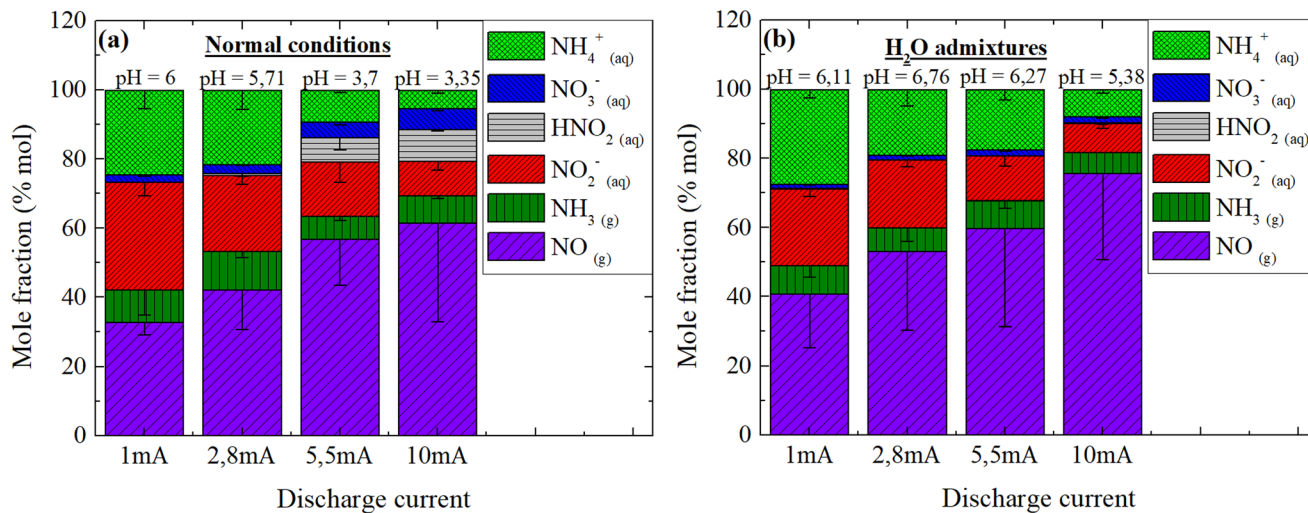 (a)
Normal conditions
pH = 6
pH = 5,71
pH = 3,7
pH = 3,35
NH₄⁺ (aq)
NO₃⁻ (aq)
HNO₂ (aq)
NO₂⁻ (aq)
NH₃ (g)
NO (g)
Mole fraction (% mol)
120
100
80
60
40
20
0
1mA
2,8mA
5,5mA
10mA
Discharge current
(b)
H₂O admixtures
pH = 6,11
pH = 6,76
pH = 6,27
pH = 5,38
NH₄⁺ (aq)
NO₃⁻ (aq)
HNO₂ (aq)
NO₂⁻ (aq)
NH₃ (g)
NO (g)
Mole fraction (% mol)
120
100
80
60
40
20
0
1mA
2,8mA
5,5mA
10mA
Discharge current